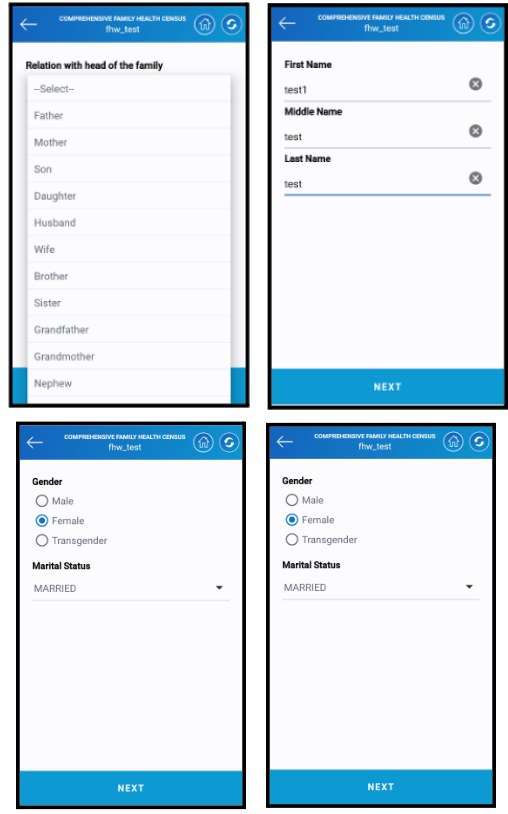 COMPREHENSIVE FAMILY HEALTH CENSUS
fhw_test
Relation with head of the family
--Select--
Father
Mother
Son
Daughter
Husband
Wife
Brother
Sister
Grandfather
Grandmother
Nephew
COMPREHENSIVE FAMILY HEALTH CENSUS
fhw_test
First Name
test1
Middle Name
test
Last Name
test
NEXT
COMPREHENSIVE FAMILY HEALTH CENSUS
fhw_test
Gender
Male
Female
Transgender
Marital Status
MARRIED
NEXT
COMPREHENSIVE FAMILY HEALTH CENSUS
fhw_test
Gender
Male
Female
Transgender
Marital Status
MARRIED
NEXT